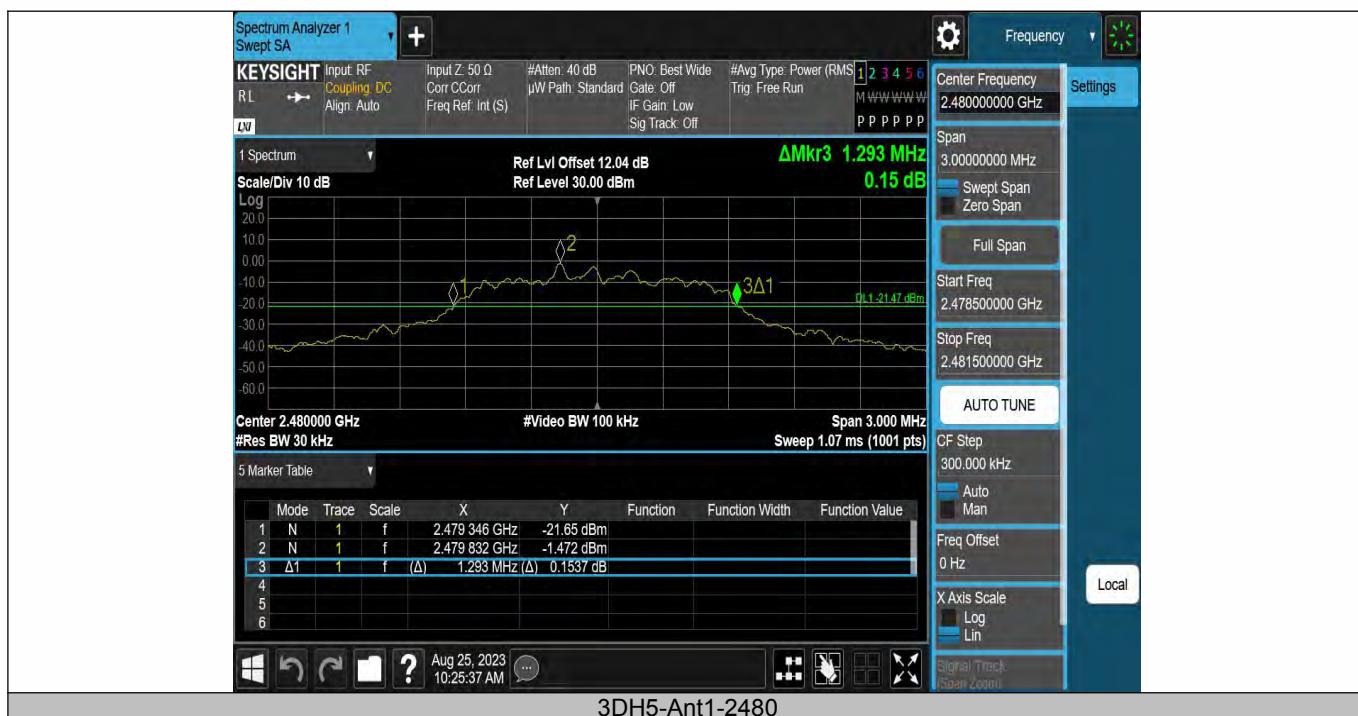 Spectrum Analyzer 1
Swept SA
+
Frequency
KEYSIGHT
RL
LXI
Input: RF
Coupling: DC
Align: Auto
Input Z: 50 Ω
Corr CCorr
Freq Ref: Int (S)
#Atten: 40 dB
µW Path: Standard
PNO: Best Wide
Gate: Off
IF Gain: Low
Sig Track: Off
#Avg Type: Power (RMS
Trig: Free Run
1 2 3 4 5 6
M W W W W W
P P P P P P
Center Frequency
2.480000000 GHz
Settings
Span
3.00000000 MHz
Swept Span
Zero Span
Full Span
Start Freq
2.478500000 GHz
Stop Freq
2.481500000 GHz
AUTO TUNE
CF Step
300.000 kHz
Auto
Man
Freq Offset
0 Hz
X Axis Scale
Log
Lin
Signal Track
(Span Zoom)
Local
1 Spectrum
Scale/Div 10 dB
Ref Lvl Offset 12.04 dB
Ref Level 30.00 dBm
ΔMkr3 1.293 MHz
0.15 dB
Log
20.0
10.0
0.00
-10.0
-20.0
-30.0
-40.0
-50.0
-60.0
1
2
3Δ1
DL1 -21.47 dBm
Center 2.480000 GHz #Video BW 100 kHz Span 3.000 MHz
#Res BW 30 kHz Sweep 1.07 ms (1001 pts)
5 Marker Table
Mode Trace Scale X Y Function Function Width Function Value
1 N 1 f 2.479 346 GHz -21.65 dBm
2 N 1 f 2.479 832 GHz -1.472 dBm
3 Δ1 1 f (Δ) 1.293 MHz (Δ) 0.1537 dB
4
5
6
?
Aug 25, 2023
10:25:37 AM
3DH5-Ant1-2480